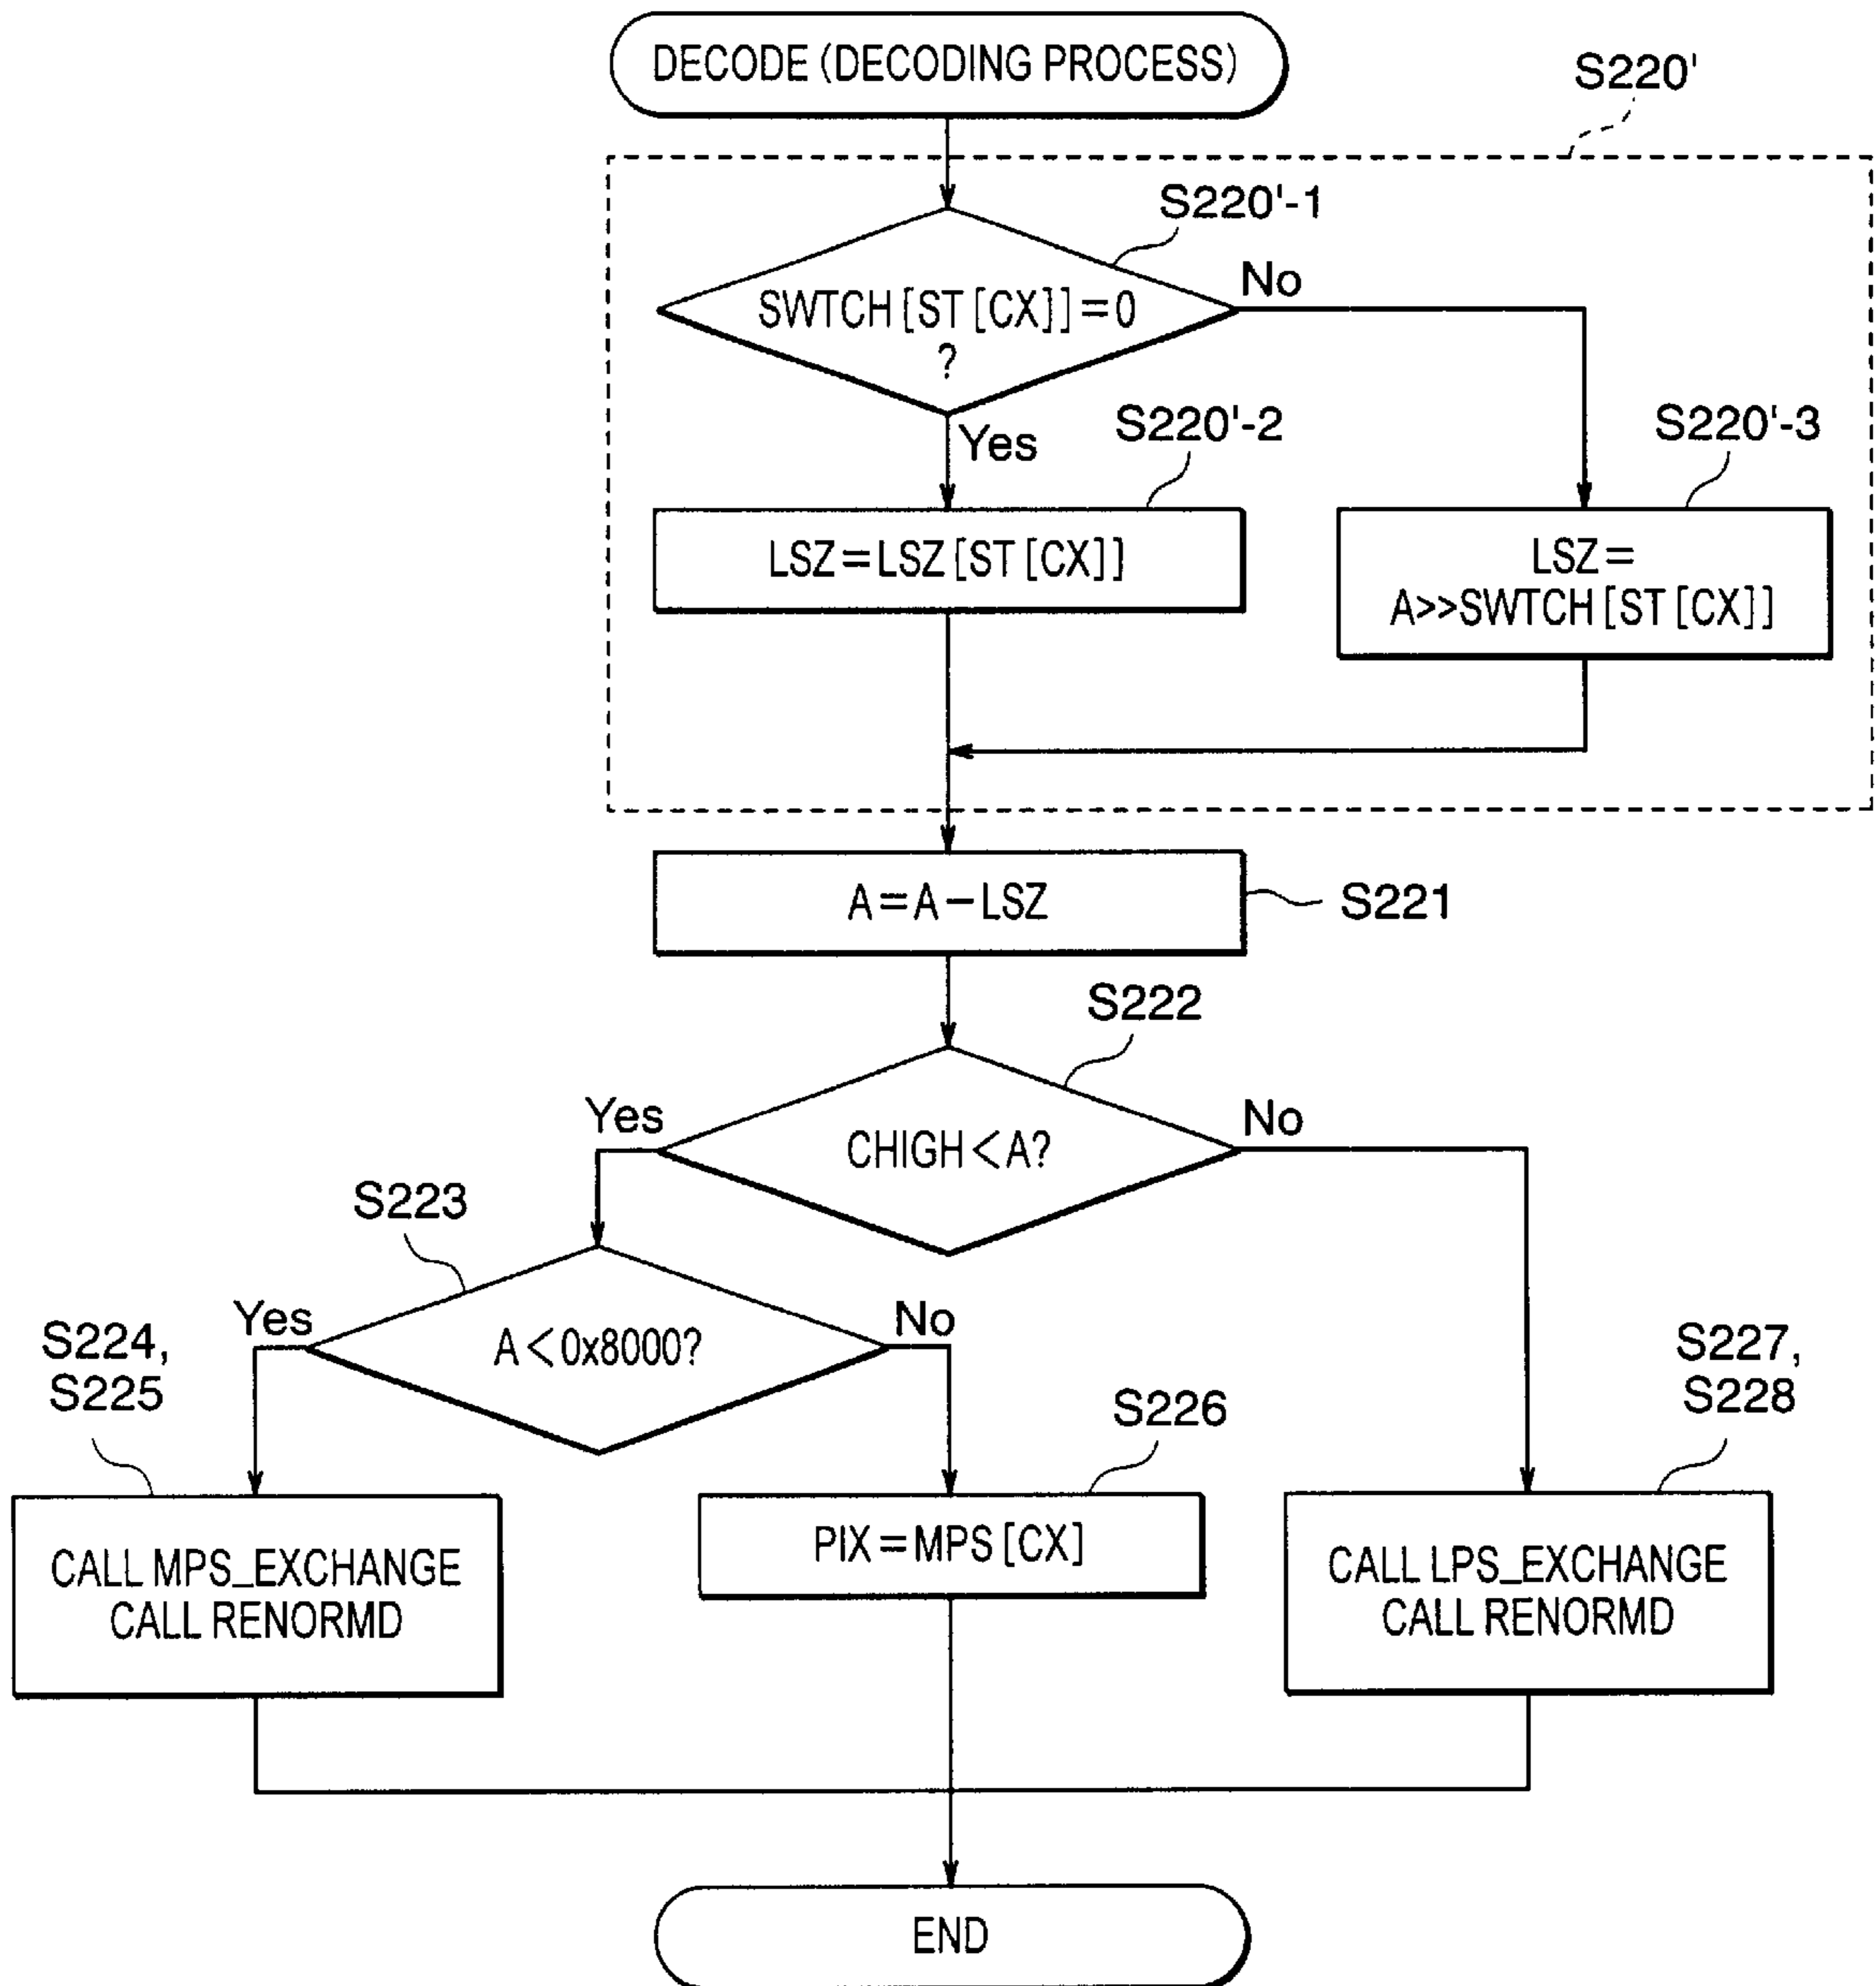 DECODE (DECODING PROCESS)
S220'
S220'-1
SWTCH [ST [CX]] = 0
?
No
Yes
S220'-2
S220'-3
LSZ = LSZ [ST [CX]]
LSZ =
A>>SWTCH [ST [CX]]
A = A − LSZ
S221
S222
CHIGH < A?
Yes
No
S223
A < 0x8000?
Yes
No
S224,
S225
S226
S227,
S228
CALL MPS_EXCHANGE
CALL RENORMD
PIX = MPS [CX]
CALL LPS_EXCHANGE
CALL RENORMD
END